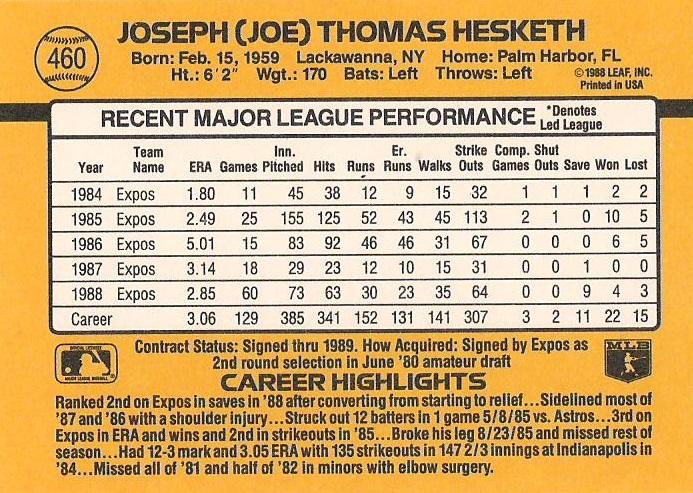 460
JOSEPH (JOE) THOMAS HESKETH
Born: Feb. 15, 1959 Lackawanna, NY Home: Palm Harbor, FL
Ht.: 6'2" Wgt.: 170 Bats: Left Throws: Left
©1988 LEAF, INC.
Printed in USA
RECENT MAJOR LEAGUE PERFORMANCE *Denotes Led League
Year Team Name ERA Games Inn. Pitched Hits Runs Er. Runs Walks Strike Outs Comp. Games Shut Outs Save Won Lost
1984 Expos 1.80 11 45 38 12 9 15 32 1 1 1 2 2
1985 Expos 2.49 25 155 125 52 43 45 113 2 1 0 10 5
1986 Expos 5.01 15 83 92 46 46 31 67 0 0 0 6 5
1987 Expos 3.14 18 29 23 12 10 15 31 0 0 1 0 0
1988 Expos 2.85 60 73 63 30 23 35 64 0 0 9 4 3
Career 3.06 129 385 341 152 131 141 307 3 2 11 22 15
Contract Status: Signed thru 1989. How Acquired: Signed by Expos as
2nd round selection in June '80 amateur draft
MAJOR LEAGUE BASEBALL
MLB
CAREER HIGHLIGHTS
Ranked 2nd on Expos in saves in '88 after converting from starting to relief...Sidelined most of
'87 and '86 with a shoulder injury...Struck out 12 batters in 1 game 5/8/85 vs. Astros...3rd on
Expos in ERA and wins and 2nd in strikeouts in '85...Broke his leg 8/23/85 and missed rest of
season...Had 12-3 mark and 3.05 ERA with 135 strikeouts in 147 2/3 innings at Indianapolis in
'84...Missed all of '81 and half of '82 in minors with elbow surgery.